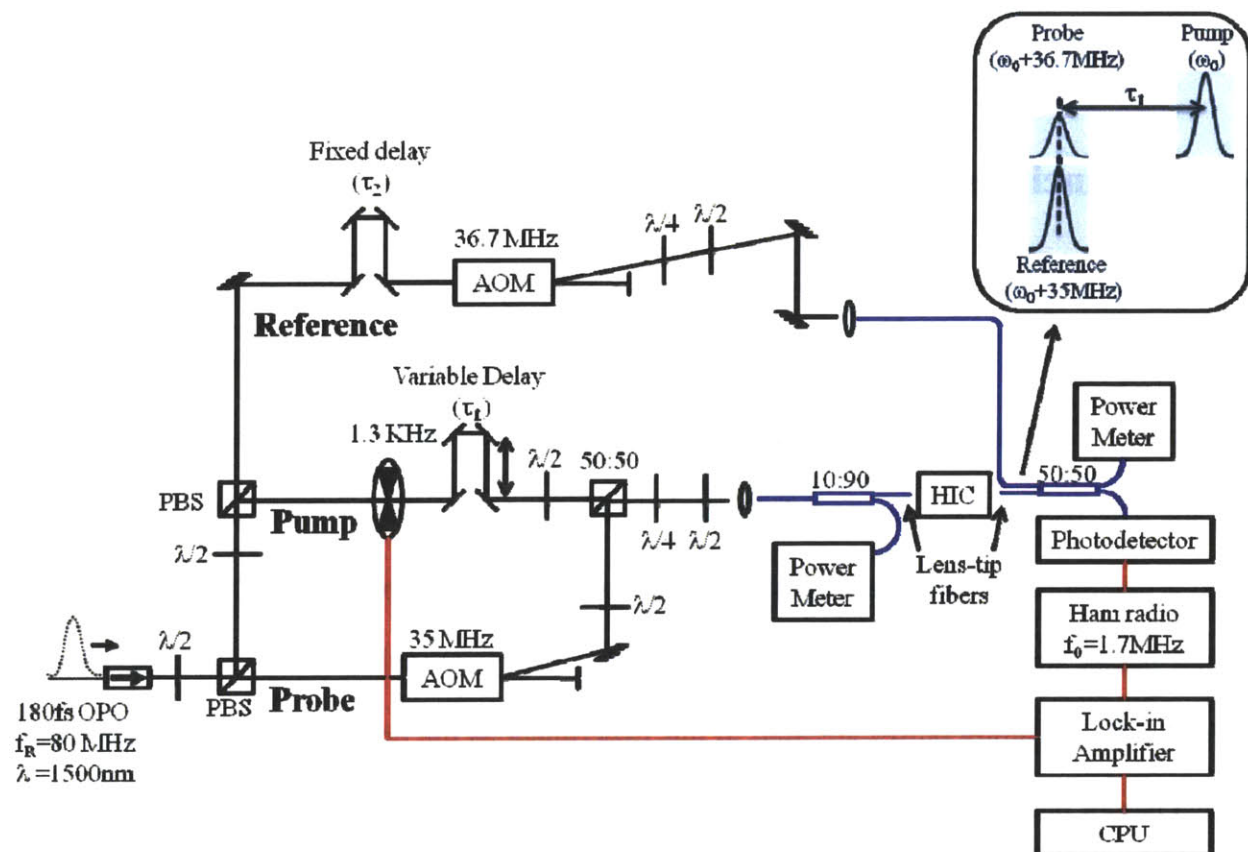 Probe
(ω₀+36.7MHz)
Pump
(ω₀)
τ₁
Reference
(ω₀+35MHz)
Fixed delay
(τ₂)
36.7 MHz
AOM
λ/4
λ/2
Reference
Variable Delay
(τ₁)
1.3 KHz
λ/2
50:50
PBS
Pump
λ/4
λ/2
10:90
HIC
50:50
Power
Meter
Power
Meter
Lens-tip
fibers
Photodetector
Ham radio
f₀=1.7MHz
Lock-in
Amplifier
CPU
λ/2
λ/2
35 MHz
AOM
λ/2
PBS
Probe
180fs OPO
f_R=80 MHz
λ =1500nm